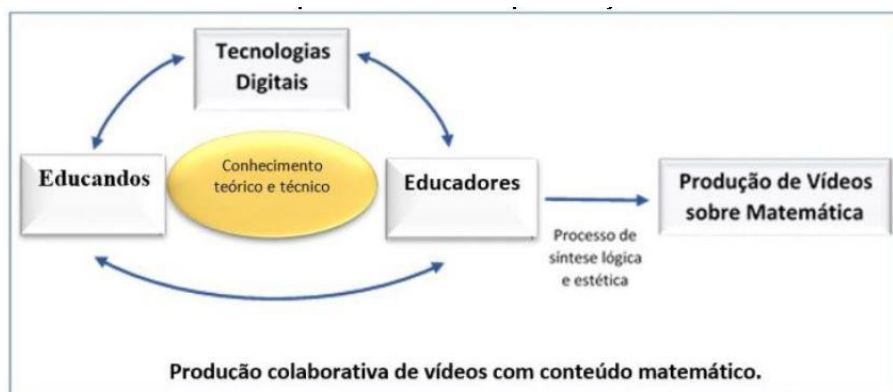 Tecnologias
Digitais
Educandos
Conhecimento
teórico e técnico
Educadores
Produção de Vídeos
sobre Matemática
Processo de
síntese lógica
e estética
Produção colaborativa de vídeos com conteúdo matemático.